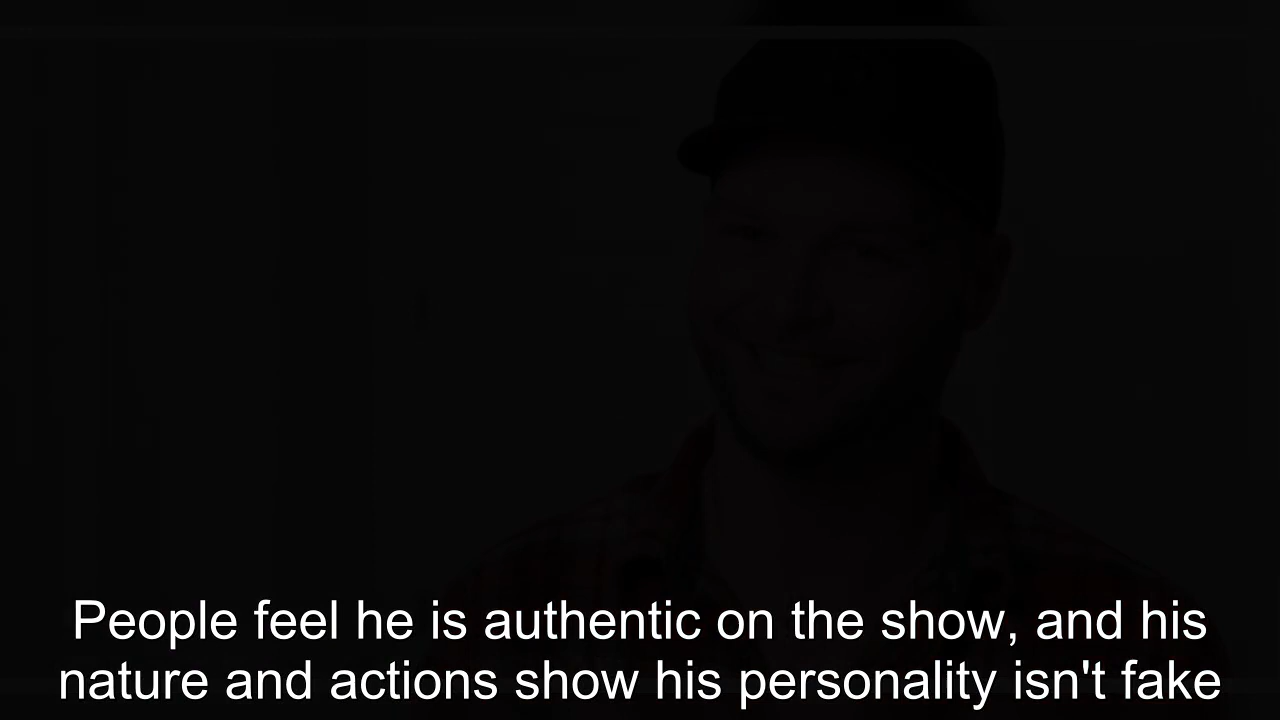 People feel he is authentic on the show, and his
nature and actions show his personality isn't fake